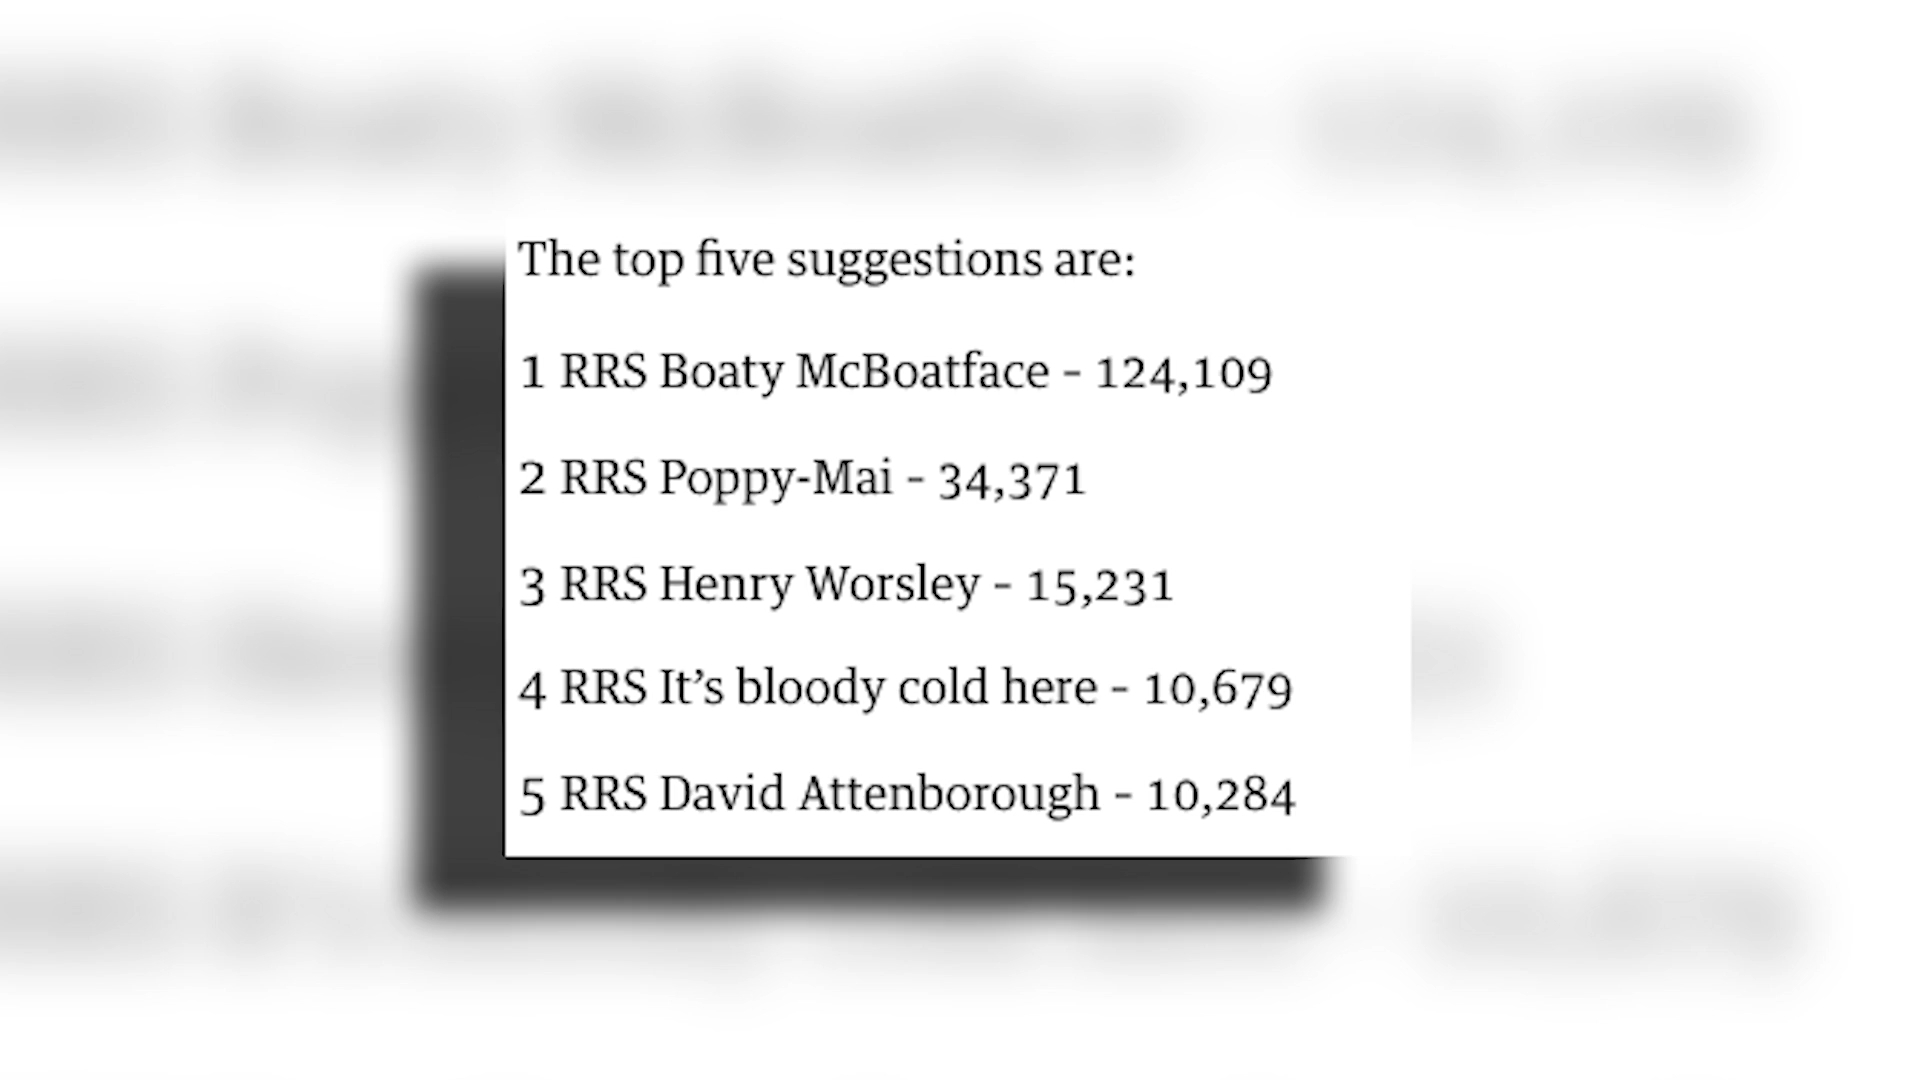 The top five suggestions are:
1 RRS Boaty McBoatface - 124,109
2 RRS Poppy-Mai - 34,371
3 RRS Henry Worsley - 15,231
4 RRS It’s bloody cold here - 10,679
5 RRS David Attenborough - 10,284